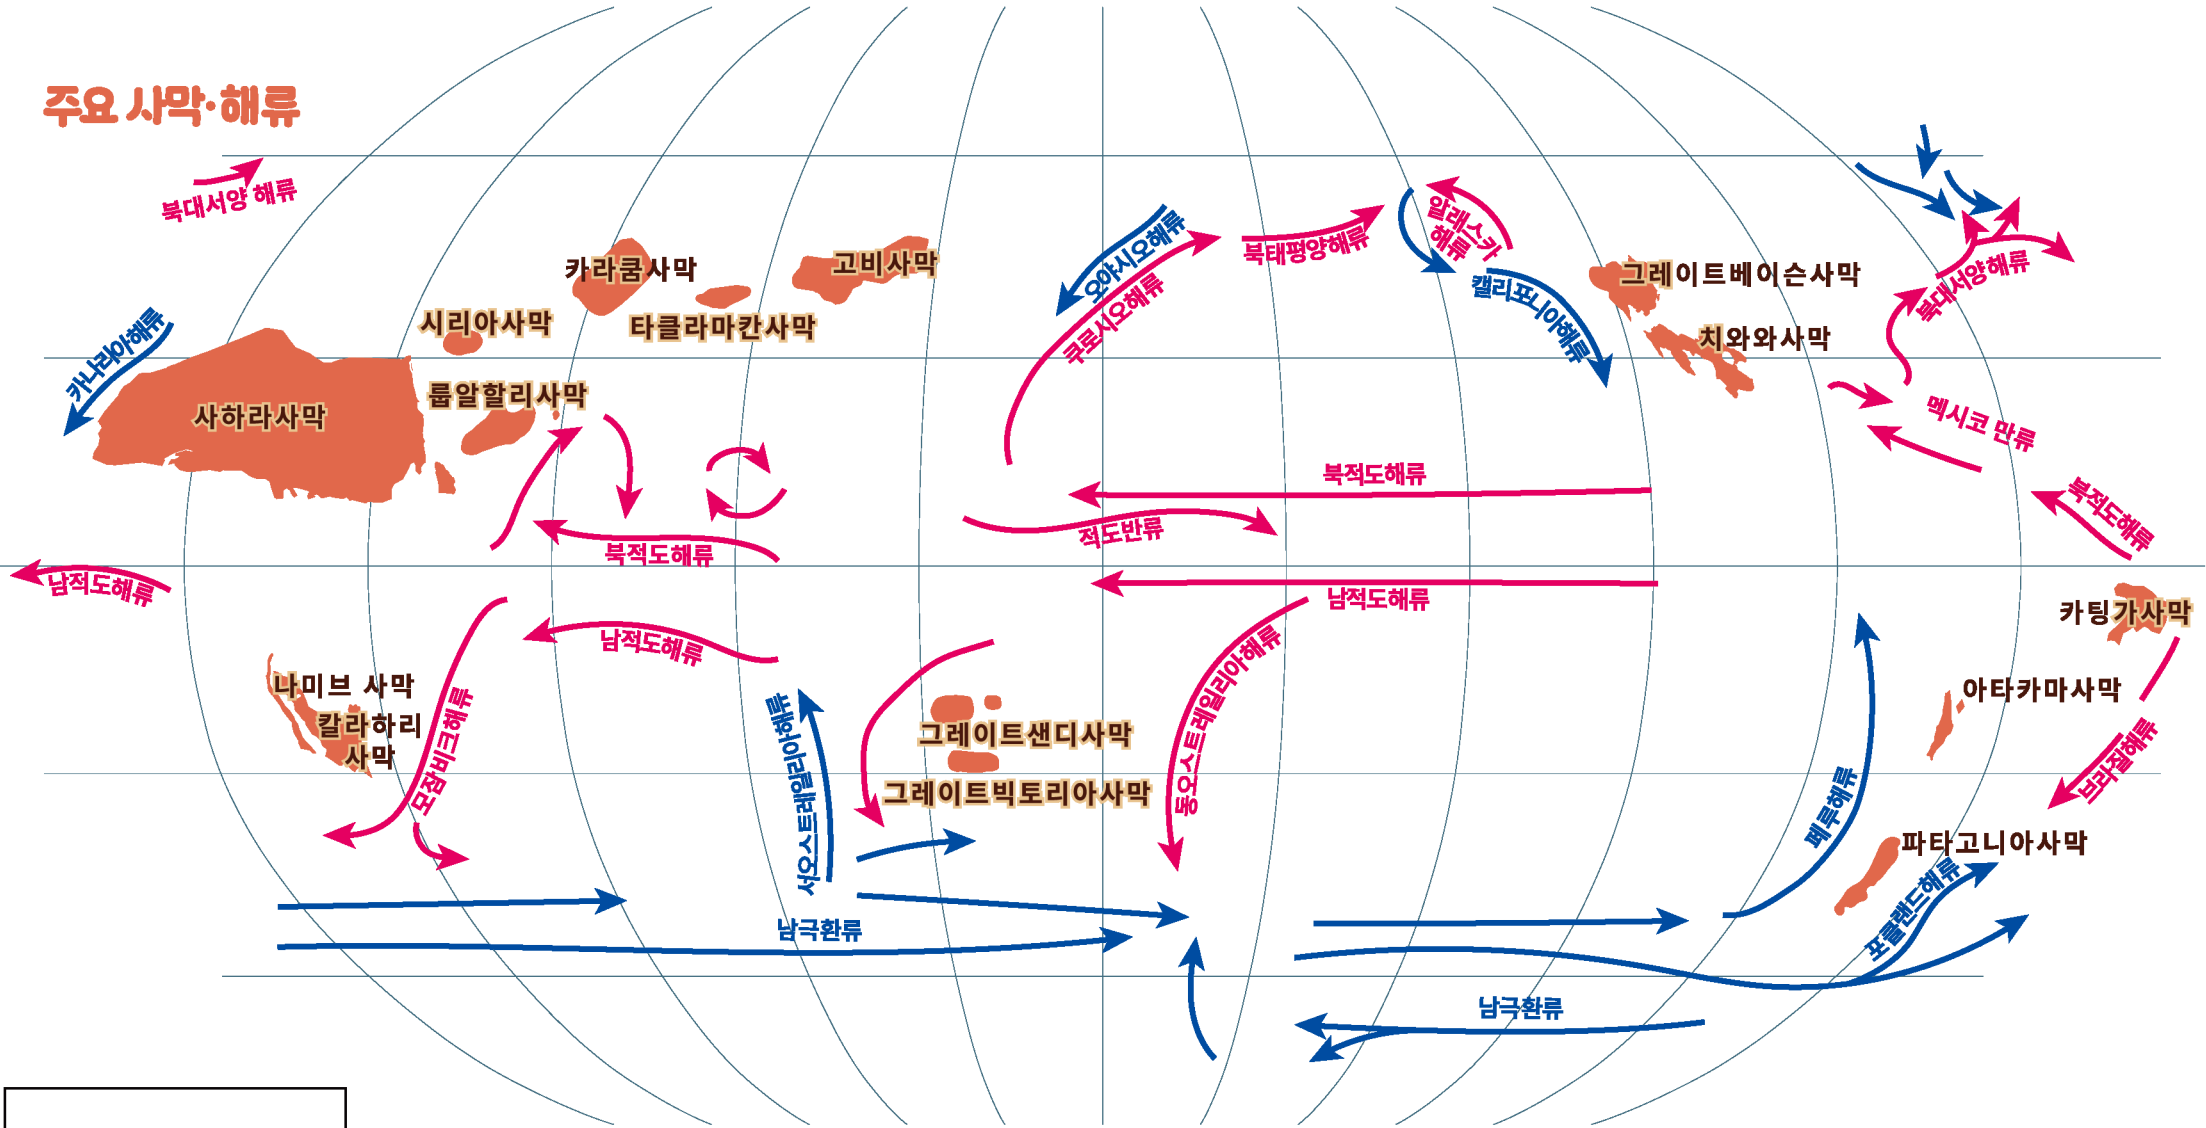 주요 사막·해류
북대서양 해류
카나리아해류
사하라사막
시리아사막
룹알할리사막
카라쿰사막
타클라마칸사막
고비사막
오야시오해류
쿠로시오해류
북태평양해류
알래스카
해류
캘리포니아해류
그레이트베이슨사막
치와와사막
북대서양해류
멕시코 만류
북적도해류
적도반류
북적도해류
북적도해류
남적도해류
남적도해류
남적도해류
카팅가사막
나미브 사막
칼라하리
사막
모잠비크해류
서오스트레일리아해류
그레이트샌디사막
그레이트빅토리아사막
동오스트레일리아해류
아타카마사막
브라질해류
페루해류
파타고니아사막
포클랜드해류
남극환류
남극환류